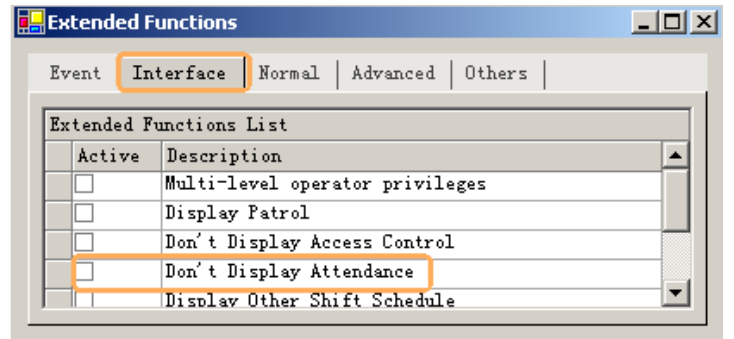 Extended Functions
Event Interface Normal Advanced Others
Extended Functions List
Active Description
Multi-level operator privileges
Display Patrol
Don't Display Access Control
Don't Display Attendance
Display Other Shift Schedule